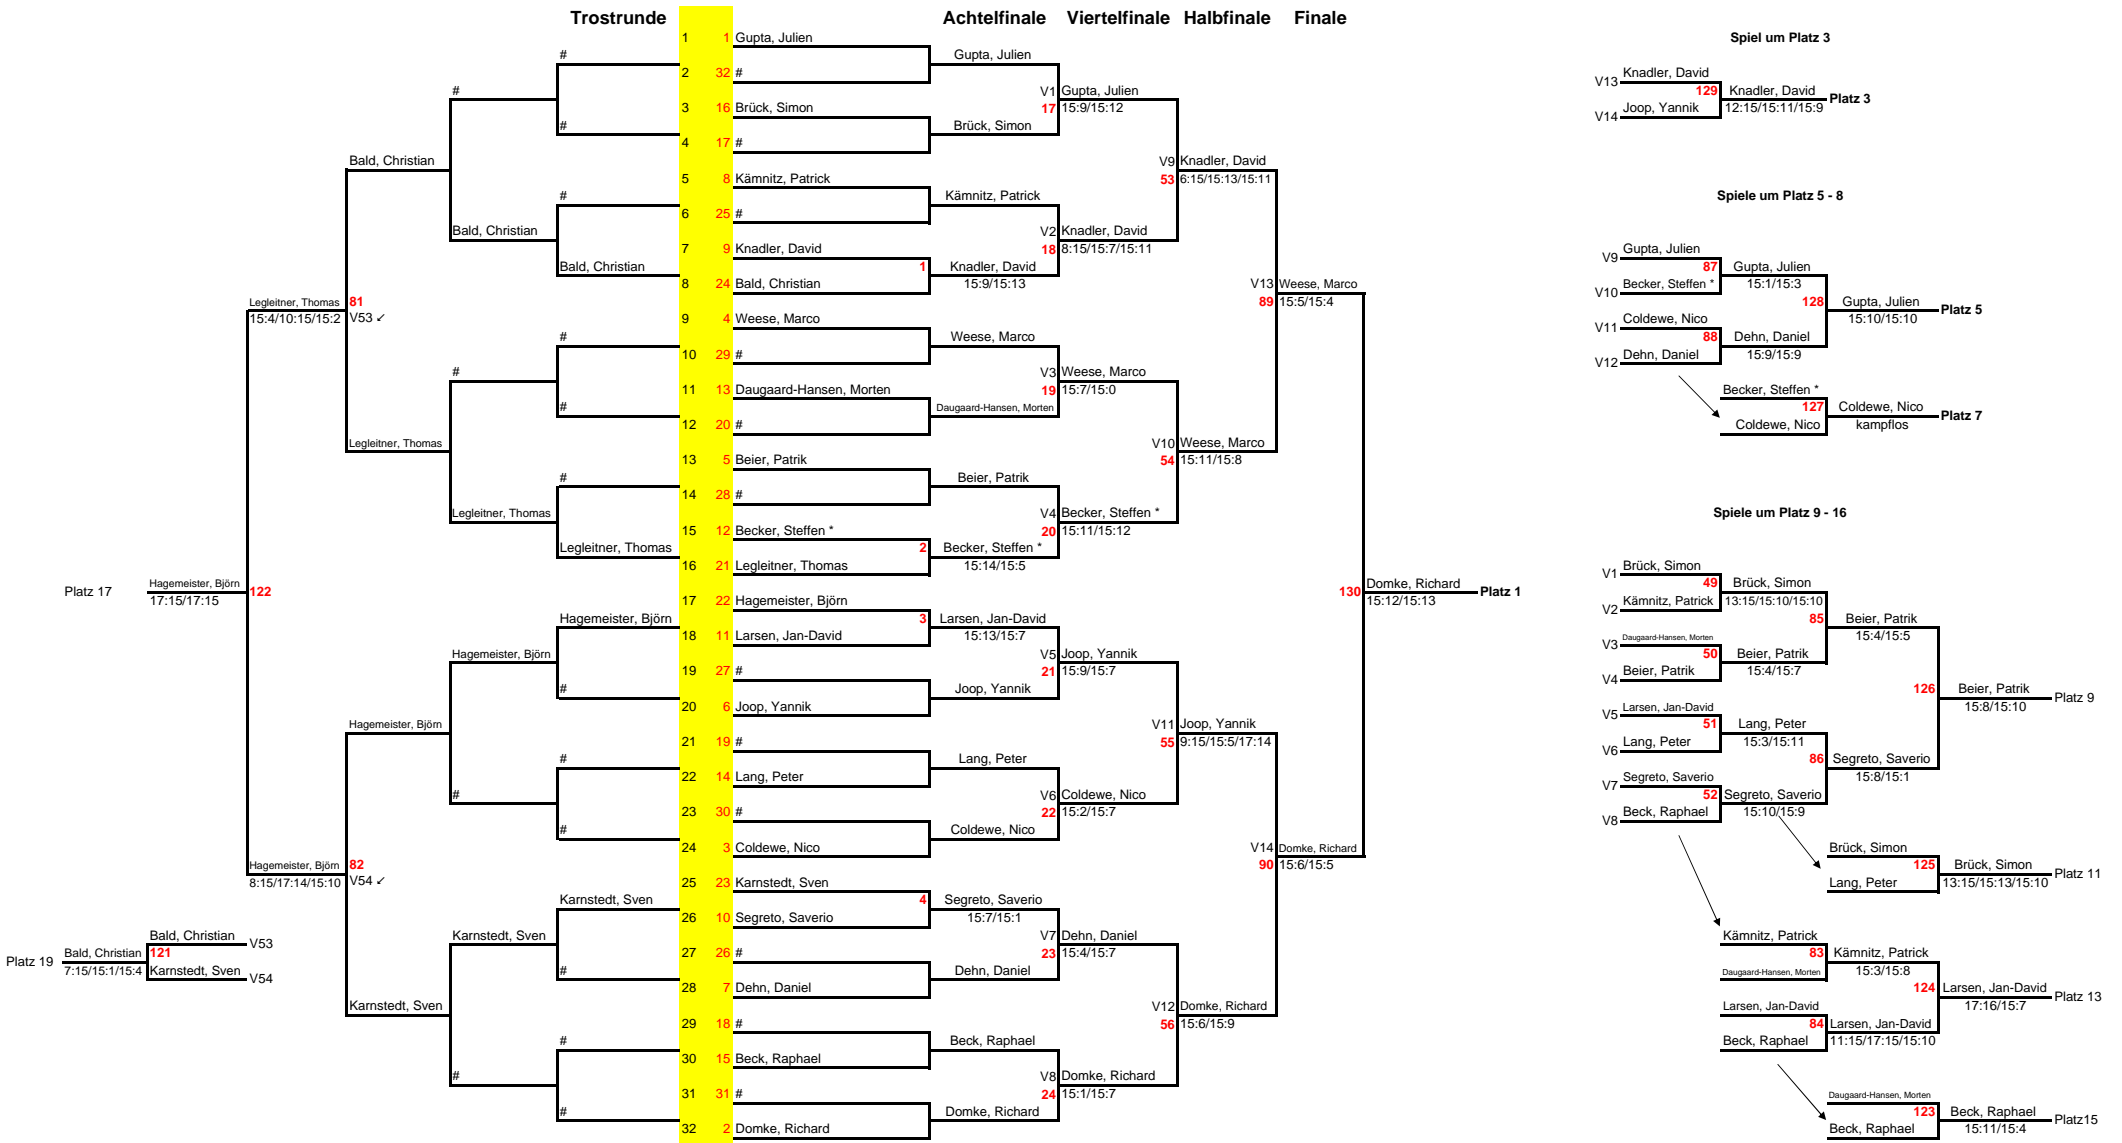 Trostrunde
Achtelfinale
Viertelfinale
Halbfinale
Finale
1 1 Gupta, Julien
2 32 #
3 16 Brück, Simon
4 17 #
5 8 Kämnitz, Patrick
6 25 #
7 9 Knadler, David
1
8 24 Bald, Christian
9 4 Weese, Marco
10 29 #
11 13 Daugaard-Hansen, Morten
12 20 #
13 5 Beier, Patrik
14 28 #
15 12 Becker, Steffen *
2
16 21 Legleitner, Thomas
17 22 Hagemeister, Björn
3
18 11 Larsen, Jan-David
19 27 #
20 6 Joop, Yannik
21 19 #
22 14 Lang, Peter
23 30 #
24 3 Coldewe, Nico
25 23 Karnstedt, Sven
4
26 10 Segreto, Saverio
27 26 #
28 7 Dehn, Daniel
29 18 #
30 15 Beck, Raphael
31 31 #
32 2 Domke, Richard
#
#
#
Bald, Christian
#
#
#
Legleitner, Thomas
Hagemeister, Björn
#
#
#
Karnstedt, Sven
#
#
#
#
Bald, Christian
#
Legleitner, Thomas
Hagemeister, Björn
#
Karnstedt, Sven
#
Bald, Christian
81
V53 ↙
Legleitner, Thomas
Hagemeister, Björn
82
V54 ↙
Karnstedt, Sven
Legleitner, Thomas
15:4/10:15/15:2
122
Hagemeister, Björn
8:15/17:14/15:10
Platz 17
Hagemeister, Björn
17:15/17:15
Bald, Christian
V53
Platz 19
Bald, Christian
121
7:15/15:1/15:4
Karnstedt, Sven
V54
Gupta, Julien
V1
17
Brück, Simon
Kämnitz, Patrick
V2
18
Knadler, David
15:9/15:13
Weese, Marco
V3
19
Daugaard-Hansen, Morten
Beier, Patrik
V4
20
Becker, Steffen *
15:14/15:5
Larsen, Jan-David
15:13/15:7
V5
21
Joop, Yannik
Lang, Peter
V6
22
Coldewe, Nico
Segreto, Saverio
15:7/15:1
V7
23
Dehn, Daniel
Beck, Raphael
V8
24
Domke, Richard
Gupta, Julien
15:9/15:12
V9
53
Knadler, David
8:15/15:7/15:11
Weese, Marco
15:7/15:0
V10
54
Becker, Steffen *
15:11/15:12
Joop, Yannik
15:9/15:7
V11
55
Coldewe, Nico
15:2/15:7
Dehn, Daniel
15:4/15:7
V12
56
Domke, Richard
15:1/15:7
Knadler, David
6:15/15:13/15:11
V13
89
Weese, Marco
15:11/15:8
Joop, Yannik
9:15/15:5/17:14
V14
90
Domke, Richard
15:6/15:9
Weese, Marco
15:5/15:4
130
Domke, Richard
15:6/15:5
Domke, Richard
15:12/15:13
Platz 1
Spiel um Platz 3
V13 Knadler, David
129
V14 Joop, Yannik
Knadler, David
12:15/15:11/15:9
Platz 3
Spiele um Platz 5 - 8
V9 Gupta, Julien
87
V10 Becker, Steffen *
V11 Coldewe, Nico
88
V12 Dehn, Daniel
Gupta, Julien
15:1/15:3
128
Dehn, Daniel
15:9/15:9
Gupta, Julien
15:10/15:10
Platz 5
Becker, Steffen *
127
Coldewe, Nico
Coldewe, Nico
kampflos
Platz 7
Spiele um Platz 9 - 16
V1 Brück, Simon
49
V2 Kämnitz, Patrick
V3 Daugaard-Hansen, Morten
50
V4 Beier, Patrik
V5 Larsen, Jan-David
51
V6 Lang, Peter
V7 Segreto, Saverio
52
V8 Beck, Raphael
Brück, Simon
13:15/15:10/15:10
85
Beier, Patrik
15:4/15:7
Lang, Peter
15:3/15:11
86
Segreto, Saverio
15:10/15:9
Beier, Patrik
15:4/15:5
126
Segreto, Saverio
15:8/15:1
Beier, Patrik
15:8/15:10
Platz 9
Brück, Simon
125
Lang, Peter
Brück, Simon
13:15/15:13/15:10
Platz 11
Kämnitz, Patrick
83
Daugaard-Hansen, Morten
Larsen, Jan-David
84
Beck, Raphael
Kämnitz, Patrick
15:3/15:8
124
Larsen, Jan-David
11:15/17:15/15:10
Larsen, Jan-David
17:16/15:7
Platz 13
Daugaard-Hansen, Morten
123
Beck, Raphael
Beck, Raphael
15:11/15:4
Platz15